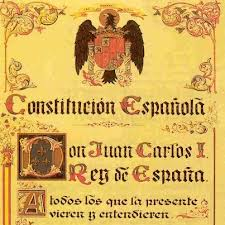 Constitución Española
Don Juan Carlos I
Rey de España.
A todos los que la presente
vieren y entendieren